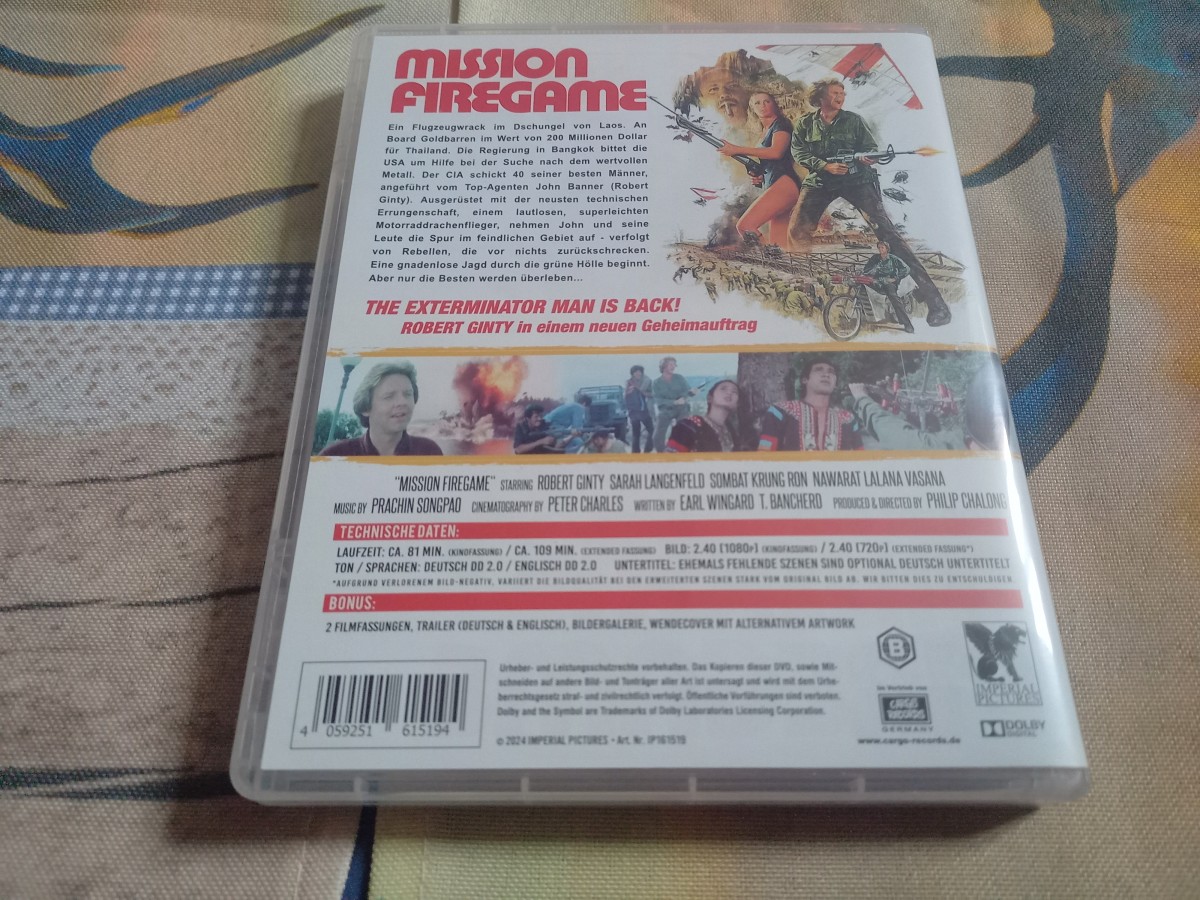 MISSION
FIREGAME
Ein Flugzeugwrack im Dschungel von Laos. An
Board Goldbarren im Wert von 200 Millionen Dollar
für Thailand. Die Regierung in Bangkok bittet die
USA um Hilfe bei der Suche nach dem wertvollen
Metall. Der CIA schickt 40 seiner besten Männer,
angeführt vom Top-Agenten John Banner (Robert
Ginty). Ausgerüstet mit der neusten technischen
Errungenschaft, einem lautlosen, superleichten
Motorraddrachenflieger, nehmen John und seine
Leute die Spur im feindlichen Gebiet auf - verfolgt
von Rebellen, die vor nichts zurückschrecken.
Eine gnadenlose Jagd durch die grüne Hölle beginnt.
Aber nur die Besten werden überleben...
THE EXTERMINATOR MAN IS BACK!
ROBERT GINTY in einem neuen Geheimauftrag
"MISSION FIREGAME" STARRING ROBERT GINTY SARAH LANGENFELD SOMBAT KRUNG RON NAWARAT LALANA VASANA
MUSIC BY PRACHIN SONGPAO CINEMATOGRAPHY BY PETER CHARLES WRITTEN BY EARL WINGARD T. BANCHERD PRODUCED & DIRECTED BY PHILIP CHALONG
TECHNISCHE DATEN:
LAUFZEIT: CA. 81 MIN. (KINOFASSUNG) / CA. 109 MIN. (EXTENDED FASSUNG) BILD: 2.40 [1080P] (KINOFASSUNG) / 2.40 [720P] (EXTENDED FASSUNG*)
TON / SPRACHEN: DEUTSCH DD 2.0 / ENGLISCH DD 2.0 UNTERTITEL: EHEMALS FEHLENDE SZENEN SIND OPTIONAL DEUTSCH UNTERTITELT
*AUFGRUND VERLORENEM BILD-NEGATIV, VARIIERT DIE BILDQUALITÄT BEI DEN ERWEITERTEN SZENEN STARK VOM ORIGINAL BILD AB. WIR BITTEN DIES ZU ENTSCHULDIGEN.
BONUS:
2 FILMFASSUNGEN, TRAILER (DEUTSCH & ENGLISCH), BILDERGALERIE, WENDECOVER MIT ALTERNATIVEM ARTWORK
Urheber- und Leistungsschutzrechte vorbehalten. Das Kopieren dieser DVD, sowie Mit-
schneiden auf andere Bild- und Tonträger aller Art ist untersagt und wird mit dem Urhe-
berrechtsgesetz straf- und zivilrechtlich verfolgt. Öffentliche Vorführungen sind verboten.
Dolby and the Symbol are Trademarks of Dolby Laboratories Licensing Corporation.
4 059251 615194
© 2024 IMPERIAL PICTURES • Art. Nr. IP161519
B
Im Vertrieb von
CARGO
RECORDS
GERMANY
www.cargo-records.de
IMPERIAL
PICTURES
DOLBY
DIGITAL